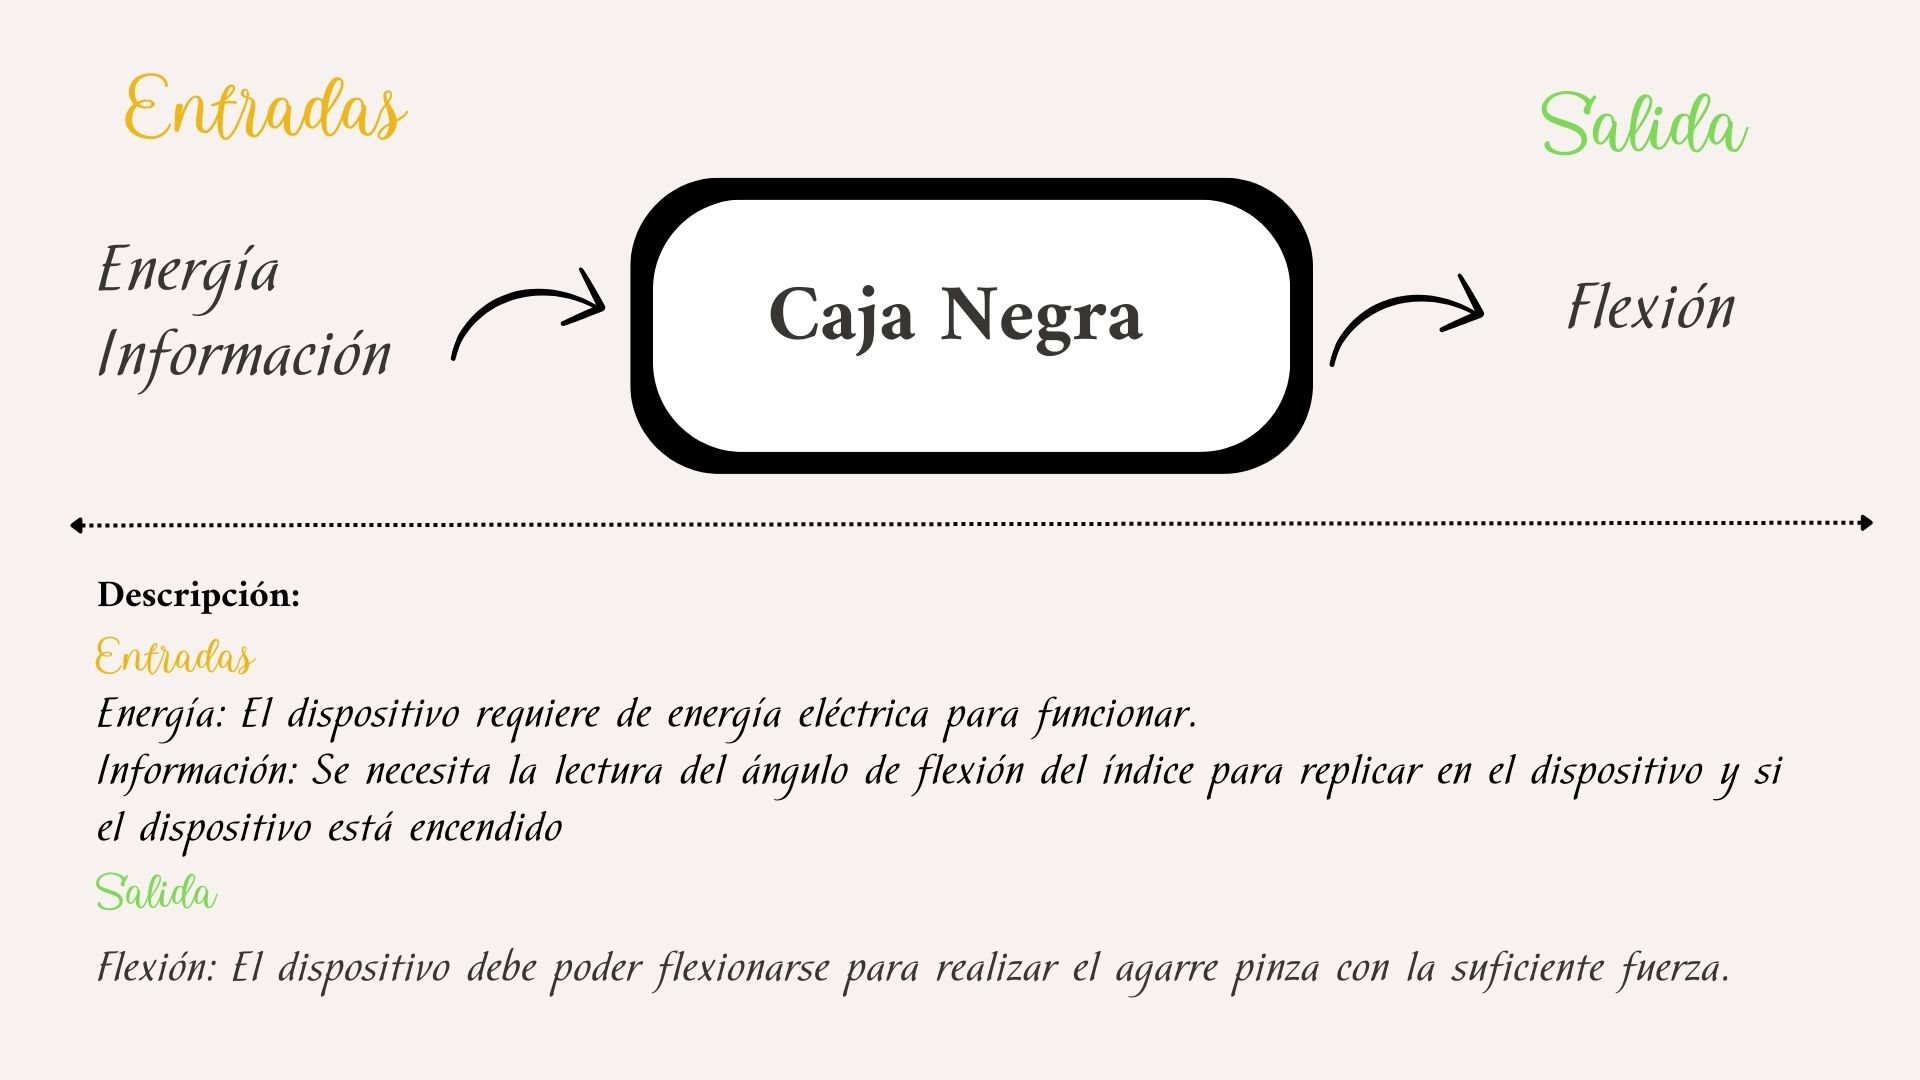 Entradas
Salida
Energía
Información
Caja Negra
Flexión
Descripción:
Entradas
Energía: El dispositivo requiere de energía eléctrica para funcionar.
Información: Se necesita la lectura del ángulo de flexión del índice para replicar en el dispositivo y si
el dispositivo está encendido
Salida
Flexión: El dispositivo debe poder flexionarse para realizar el agarre pinza con la suficiente fuerza.